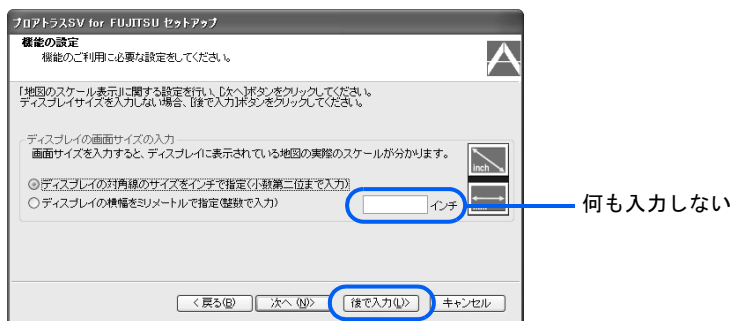 プロアトラスSV for FUJITSU セットアップ
機能の設定
機能のご利用に必要な設定をしてください。
「地図のスケール表示」に関する設定を行い、[次へ]ボタンをクリックしてください。
ディスプレイサイズを入力しない場合、[後で入力]ボタンをクリックしてください。
ディスプレイの画面サイズの入力
画面サイズを入力すると、ディスプレイに表示されている地図の実際のスケールが分かります。
inch
ディスプレイの対角線のサイズをインチで指定(小数第二位まで入力)
ディスプレイの横幅をミリメートルで指定(整数で入力)
インチ
何も入力しない
< 戻る(B)
次へ (N)>
後で入力(L)>
キャンセル